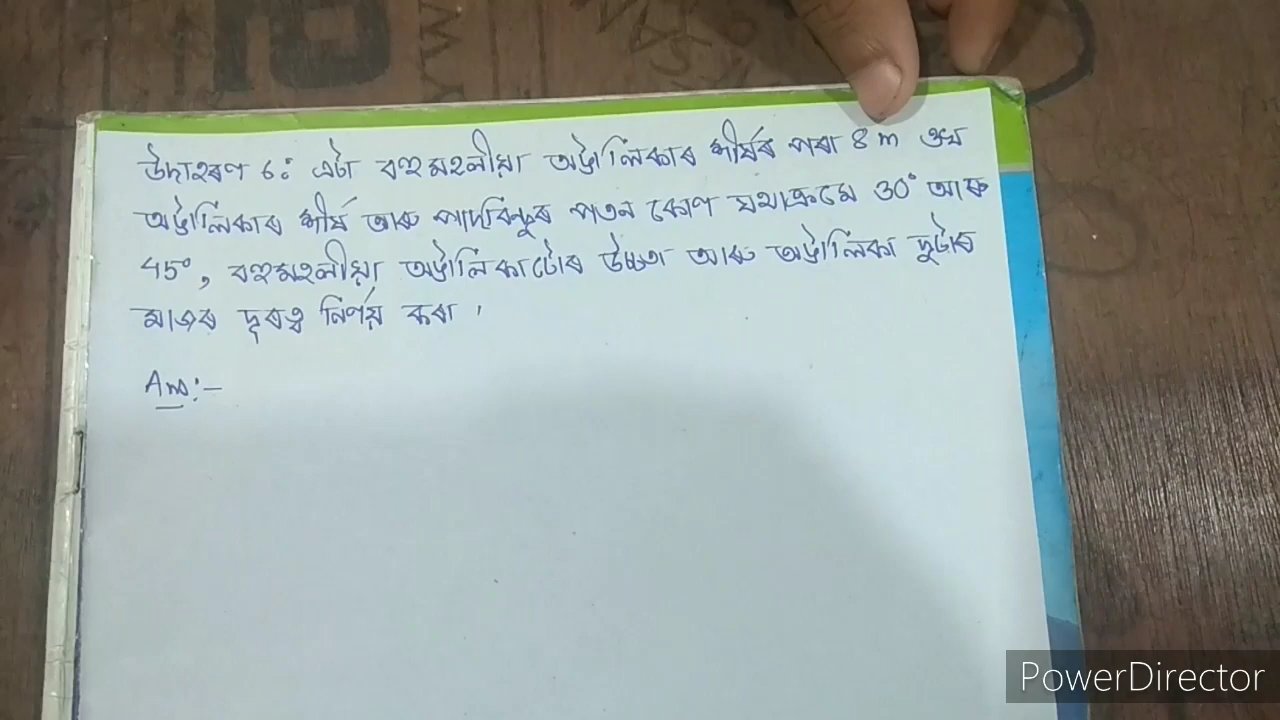 উদাহৰণ 6: এটা বহুমহলীয়া অট্টালিকাৰ শীৰ্ষৰ পৰা 8 m ওখ
অট্টালিকাৰ শীৰ্ষ আৰু পাদবিন্দুৰ পতন কোণ যথাক্ৰমে 30° আৰু
45°, বহুমহলীয়া অট্টালিকাটোৰ উচ্চতা আৰু অট্টালিকা দুটাৰ
মাজৰ দূৰত্ব নিৰ্ণয় কৰা ৷
Ans:-
PowerDirector